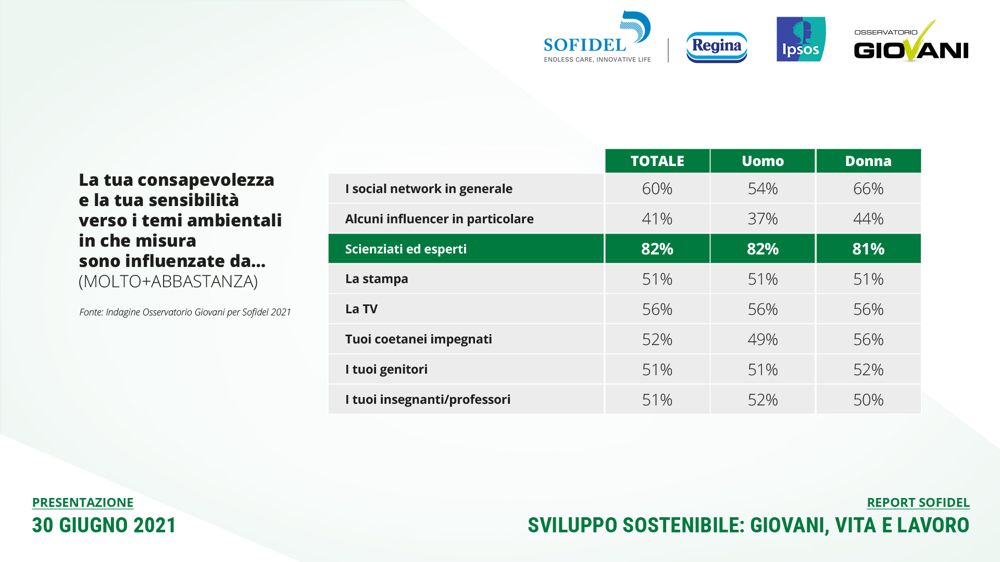 SOFIDEL
ENDLESS CARE, INNOVATIVE LIFE
Regina
Ipsos
OSSERVATORIO
GIOVANI
La tua consapevolezza
e la tua sensibilità
verso i temi ambientali
in che misura
sono influenzate da...
(MOLTO+ABBASTANZA)
Fonte: Indagine Osservatorio Giovani per Sofidel 2021
TOTALE Uomo Donna
I social network in generale 60% 54% 66%
Alcuni influencer in particolare 41% 37% 44%
Scienziati ed esperti 82% 82% 81%
La stampa 51% 51% 51%
La TV 56% 56% 56%
Tuoi coetanei impegnati 52% 49% 56%
I tuoi genitori 51% 51% 52%
I tuoi insegnanti/professori 51% 52% 50%
PRESENTAZIONE
30 GIUGNO 2021
REPORT SOFIDEL
SVILUPPO SOSTENIBILE: GIOVANI, VITA E LAVORO